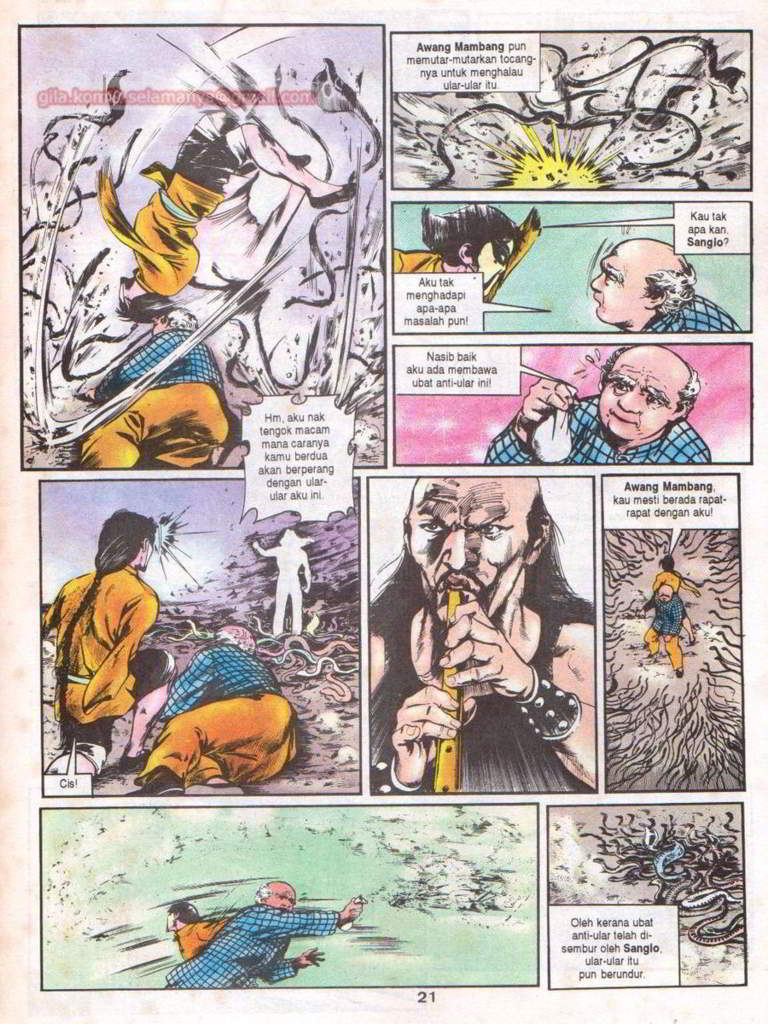 gila.komik-selamanya@gmail.com
Awang Mambang pun
memutar-mutarkan tocang-
nya untuk menghalau
ular-ular itu.
Kau tak
apa kan,
Sanglo?
Aku tak
menghadapi
apa-apa
masalah pun!
Nasib baik
aku ada membawa
ubat anti-ular ini!
Hm, aku nak
tengok macam
mana caranya
kamu berdua
akan berperang
dengan ular-
ular aku ini.
Cis!
Awang Mambang,
kau mesti berada rapat-
rapat dengan aku!
Oleh kerana ubat
anti-ular telah di-
sembur oleh Sanglo,
ular-ular itu
pun berundur.
21